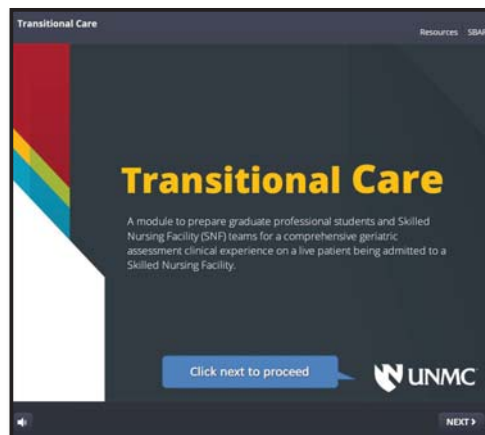 Transitional Care
Resources SBAR
Transitional Care
A module to prepare graduate professional students and Skilled
Nursing Facility (SNF) teams for a comprehensive geriatric
assessment clinical experience on a live patient being admitted to a
Skilled Nursing Facility.
Click next to proceed
UNMC
NEXT >